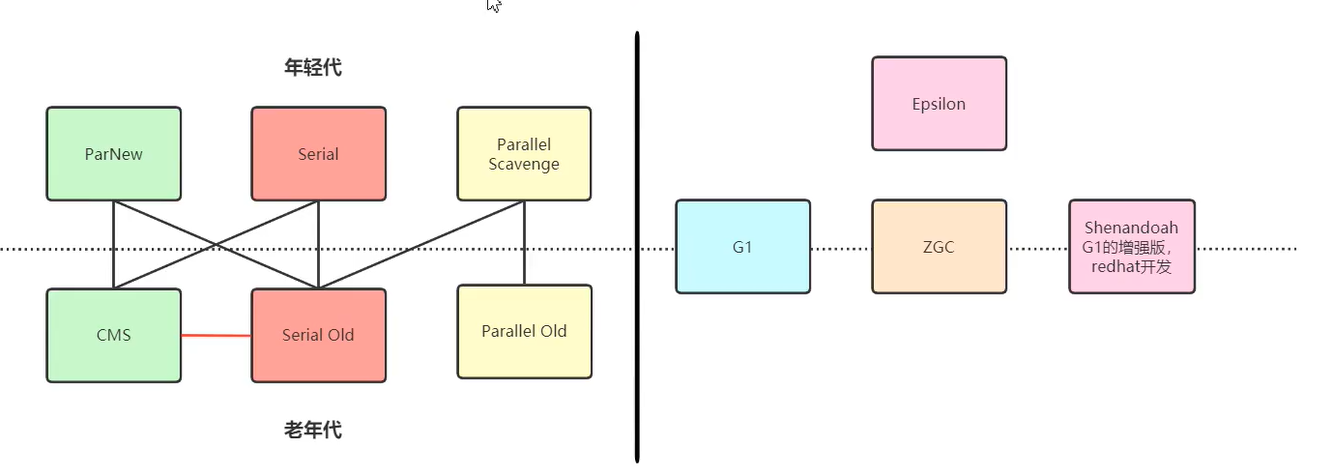 年轻代
ParNew
Serial
Parallel
Scavenge
CMS
Serial Old
Parallel Old
老年代
Epsilon
G1
ZGC
Shenandoah
G1的增强版，
redhat开发